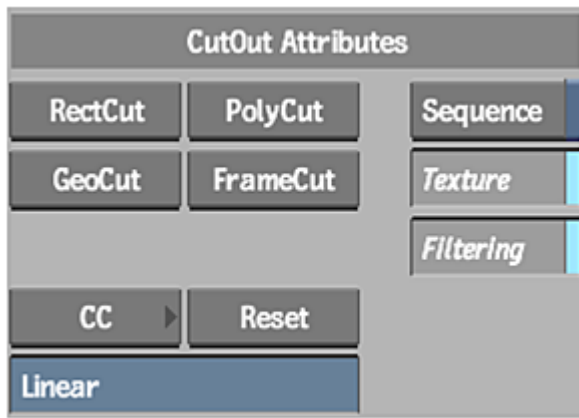 CutOut Attributes
RectCut PolyCut Sequence
GeoCut FrameCut Texture
Filtering
CC Reset
Linear